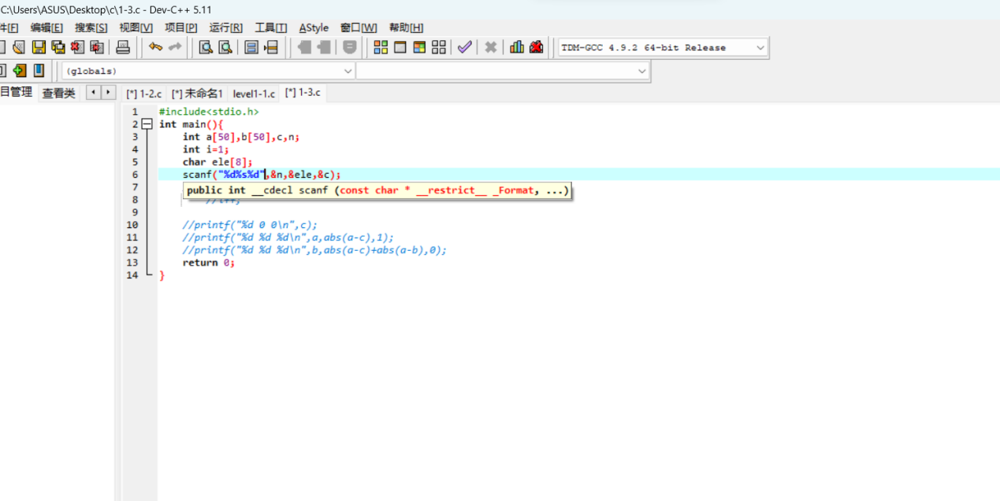 C:\Users\ASUS\Desktop\c\1-3.c - Dev-C++ 5.11
件[F] 编辑[E] 搜索[S] 视图[V] 项目[P] 运行[R] 工具[T] AStyle 窗口[W] 帮助[H]
TDM-GCC 4.9.2 64-bit Release
(globals)
目管理 查看类 [*] 1-2.c [*] 未命名1 level1-1.c [*] 1-3.c
1 #include<stdio.h>
2 int main(){
3 int a[50],b[50],c,n;
4 int i=1;
5 char ele[8];
6 scanf("%d%s%d",&n,&ele,&c);
7 public int __cdecl scanf (const char * __restrict__ _Format, ...)
8
9
10 //printf("%d 0 0\n",c);
11 //printf("%d %d %d\n",a,abs(a-c),1);
12 //printf("%d %d %d\n",b,abs(a-c)+abs(a-b),0);
13 return 0;
14 }